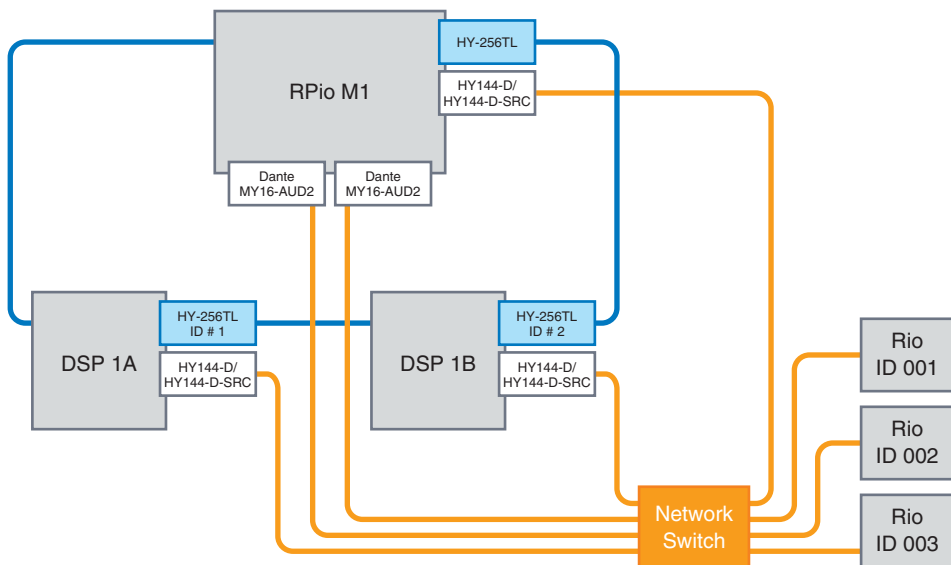 HY-256TL
RPio M1
HY144-D/
HY144-D-SRC
Dante
MY16-AUD2
Dante
MY16-AUD2
DSP 1A
HY-256TL
ID # 1
HY144-D/
HY144-D-SRC
DSP 1B
HY-256TL
ID # 2
HY144-D/
HY144-D-SRC
Rio
ID 001
Rio
ID 002
Network
Switch
Rio
ID 003